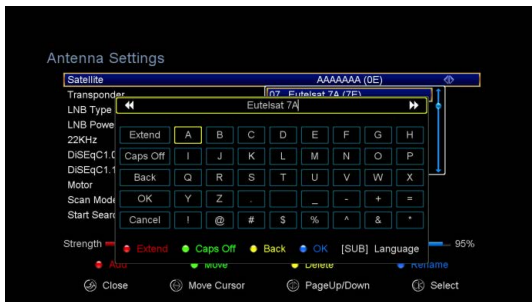 Antenna Settings
Satellite AAAAAAA (0E)
Transponder 07 Eutelsat 7A (7E)
LNB Type
Eutelsat 7A
LNB Powe
22KHz
DiSEqC1.0
DiSEqC1.1
Motor
Scan Mode
Start Searc
Extend A B C D E F G H
Caps Off I J K L M N O P
Back Q R S T U V W X
OK Y Z . _ - + =
Cancel ! @ # $ % ^ & *
Extend Caps Off Back OK [SUB] Language
Strength 95%
Add Move Delete Rename
Close Move Cursor PageUp/Down Select